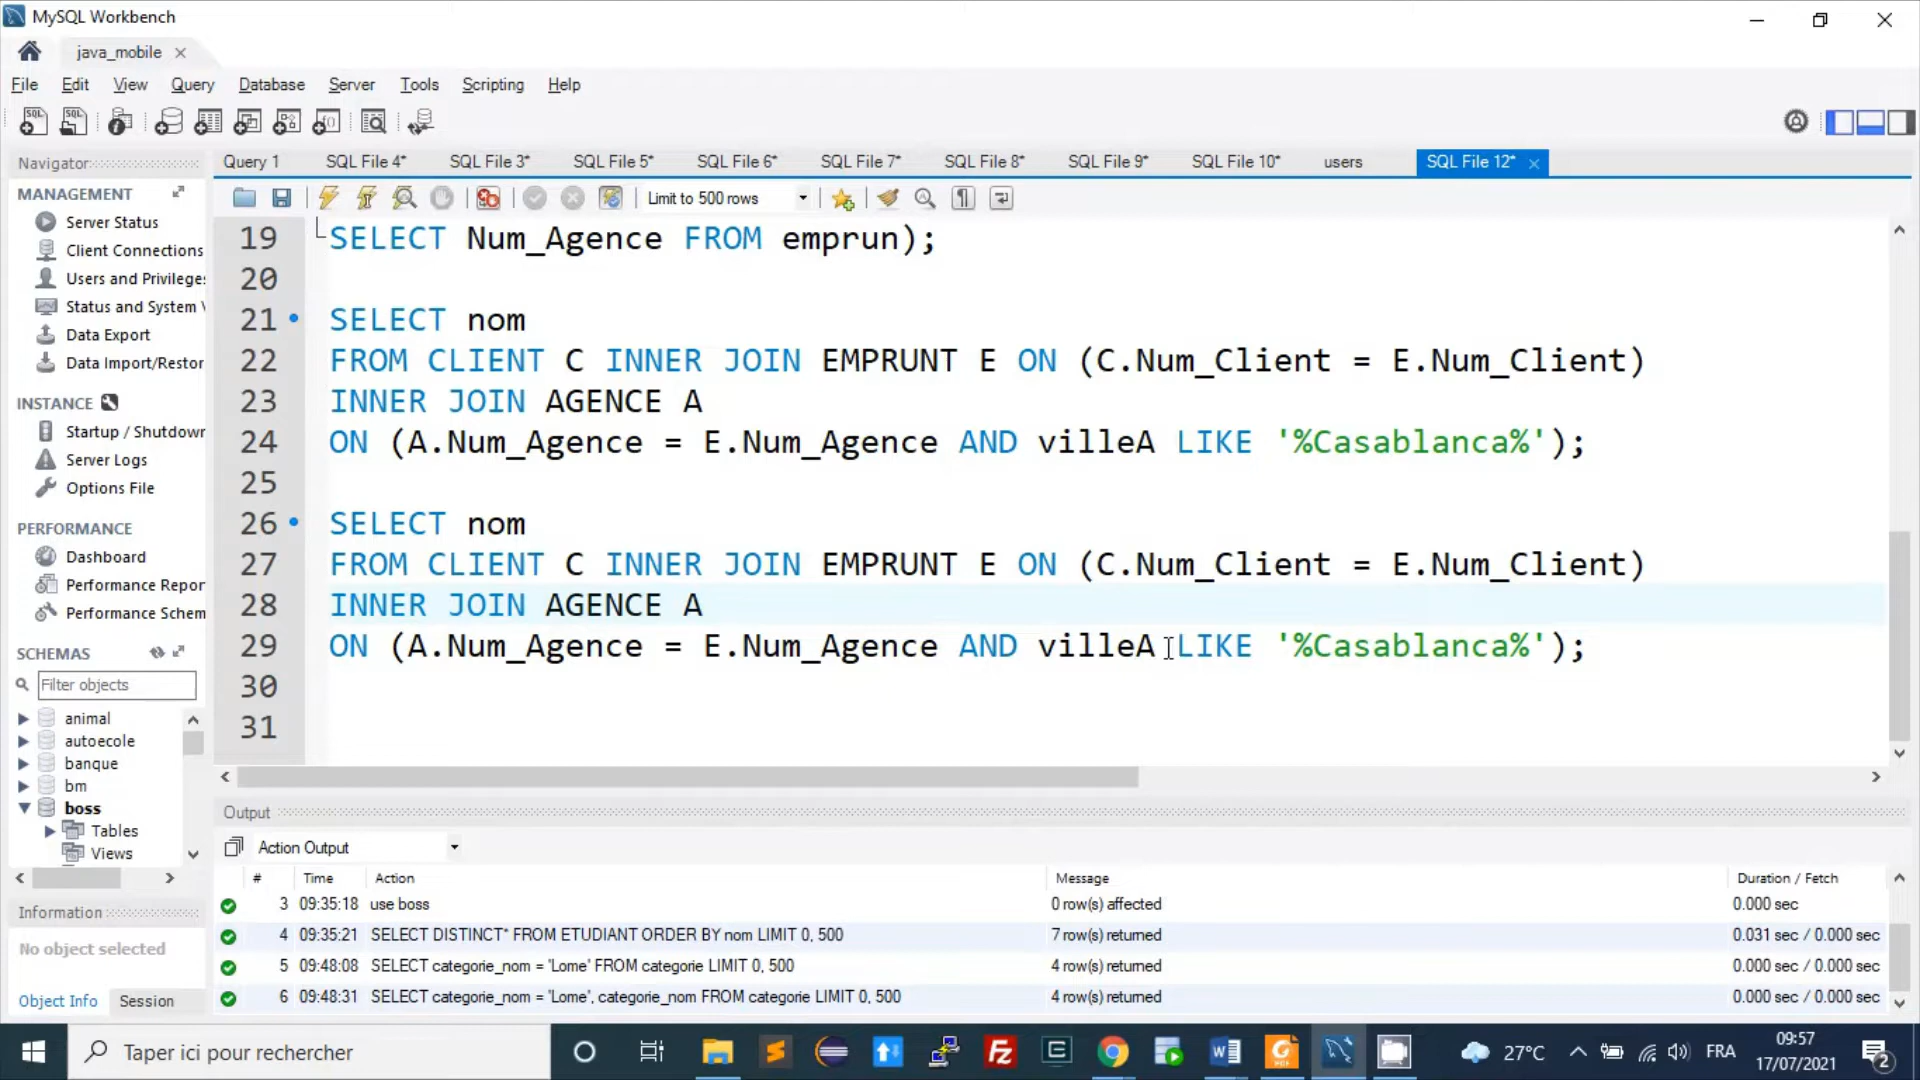 MySQL Workbench
java_mobile
File Edit View Query Database Server Tools Scripting Help
Navigator
Query 1 SQL File 4* SQL File 3* SQL File 5* SQL File 6* SQL File 7* SQL File 8* SQL File 9* SQL File 10* users SQL File 12*
Limit to 500 rows
MANAGEMENT
Server Status
Client Connections
Users and Privilege
Status and System
Data Export
Data Import/Restor
INSTANCE
Startup / Shutdown
Server Logs
Options File
PERFORMANCE
Dashboard
Performance Repor
Performance Schem
SCHEMAS
Filter objects
animal
autoecole
banque
bm
boss
Tables
Views
Information
No object selected
Object Info Session
19 SELECT Num_Agence FROM emprun);
20
21 SELECT nom
22 FROM CLIENT C INNER JOIN EMPRUNT E ON (C.Num_Client = E.Num_Client)
23 INNER JOIN AGENCE A
24 ON (A.Num_Agence = E.Num_Agence AND villeA LIKE '%Casablanca%');
25
26 SELECT nom
27 FROM CLIENT C INNER JOIN EMPRUNT E ON (C.Num_Client = E.Num_Client)
28 INNER JOIN AGENCE A
29 ON (A.Num_Agence = E.Num_Agence AND villeA LIKE '%Casablanca%');
30
31
Output
Action Output
# Time Action Message Duration / Fetch
3 09:35:18 use boss 0 row(s) affected 0.000 sec
4 09:35:21 SELECT DISTINCT* FROM ETUDIANT ORDER BY nom LIMIT 0, 500 7 row(s) returned 0.031 sec / 0.000 sec
5 09:48:08 SELECT categorie_nom = 'Lome' FROM categorie LIMIT 0, 500 4 row(s) returned 0.000 sec / 0.000 sec
6 09:48:31 SELECT categorie_nom = 'Lome', categorie_nom FROM categorie LIMIT 0, 500 4 row(s) returned 0.000 sec / 0.000 sec
Taper ici pour rechercher
27°C
FRA
09:57
17/07/2021
2